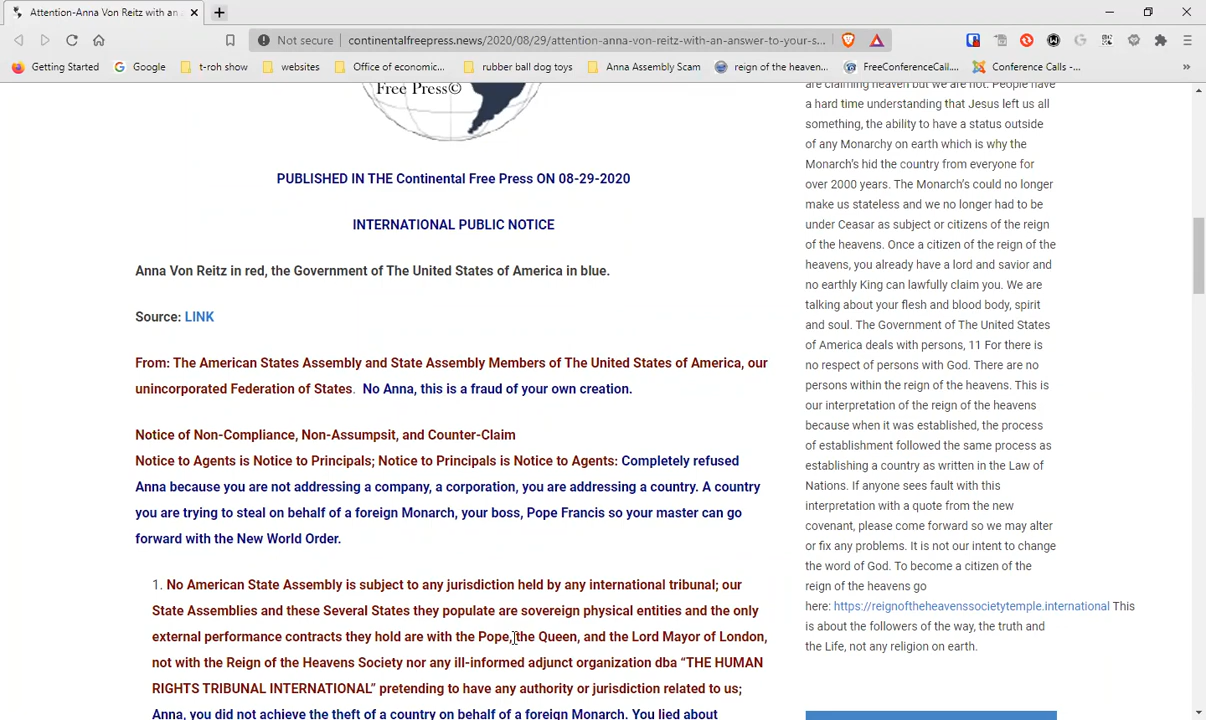 Attention-Anna Von Reitz with an
Not secure
continentalfreepress.news/2020/08/29/attention-anna-von-reitz-with-an-answer-to-your-s...
Getting Started
Google
t-roh show
websites
Office of economic...
rubber ball dog toys
Anna Assembly Scam
reign of the heaven...
FreeConferenceCall....
Conference Calls -...
»
Free Press©
PUBLISHED IN THE Continental Free Press ON 08-29-2020
INTERNATIONAL PUBLIC NOTICE
Anna Von Reitz in red, the Government of The United States of America in blue.
Source: LINK
From: The American States Assembly and State Assembly Members of The United States of America, our
unincorporated Federation of States. No Anna, this is a fraud of your own creation.
Notice of Non-Compliance, Non-Assumpsit, and Counter-Claim
Notice to Agents is Notice to Principals; Notice to Principals is Notice to Agents: Completely refused
Anna because you are not addressing a company, a corporation, you are addressing a country. A country
you are trying to steal on behalf of a foreign Monarch, your boss, Pope Francis so your master can go
forward with the New World Order.
1. No American State Assembly is subject to any jurisdiction held by any international tribunal; our
State Assemblies and these Several States they populate are sovereign physical entities and the only
external performance contracts they hold are with the Pope, the Queen, and the Lord Mayor of London,
not with the Reign of the Heavens Society nor any ill-informed adjunct organization dba “THE HUMAN
RIGHTS TRIBUNAL INTERNATIONAL” pretending to have any authority or jurisdiction related to us;
Anna, you did not achieve the theft of a country on behalf of a foreign Monarch. You lied about
are claiming heaven but we are not. People have
a hard time understanding that Jesus left us all
something, the ability to have a status outside
of any Monarchy on earth which is why the
Monarch's hid the country from everyone for
over 2000 years. The Monarch's could no longer
make us stateless and we no longer had to be
under Ceasar as subject or citizens of the reign
of the heavens. Once a citizen of the reign of the
heavens, you already have a lord and savior and
no earthly King can lawfully claim you. We are
talking about your flesh and blood body, spirit
and soul. The Government of The United States
of America deals with persons, 11 For there is
no respect of persons with God. There are no
persons within the reign of the heavens. This is
our interpretation of the reign of the heavens
because when it was established, the process
of establishment followed the same process as
establishing a country as written in the Law of
Nations. If anyone sees fault with this
interpretation with a quote from the new
covenant, please come forward so we may alter
or fix any problems. It is not our intent to change
the word of God. To become a citizen of the
reign of the heavens go
here: https://reignoftheheavenssocietytemple.international This
is about the followers of the way, the truth and
the Life, not any religion on earth.